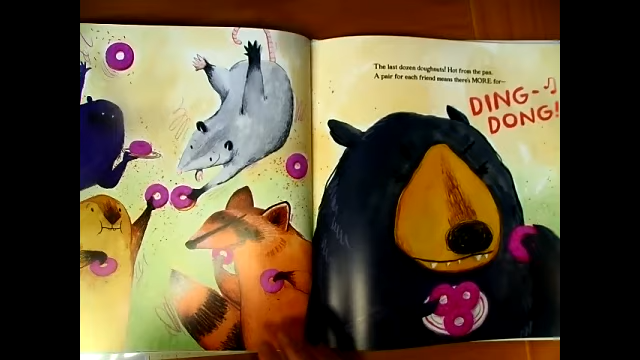 The last dozen doughnuts! Hot from the pan.
A pair for each friend means there's MORE for—
DING-
DONG!